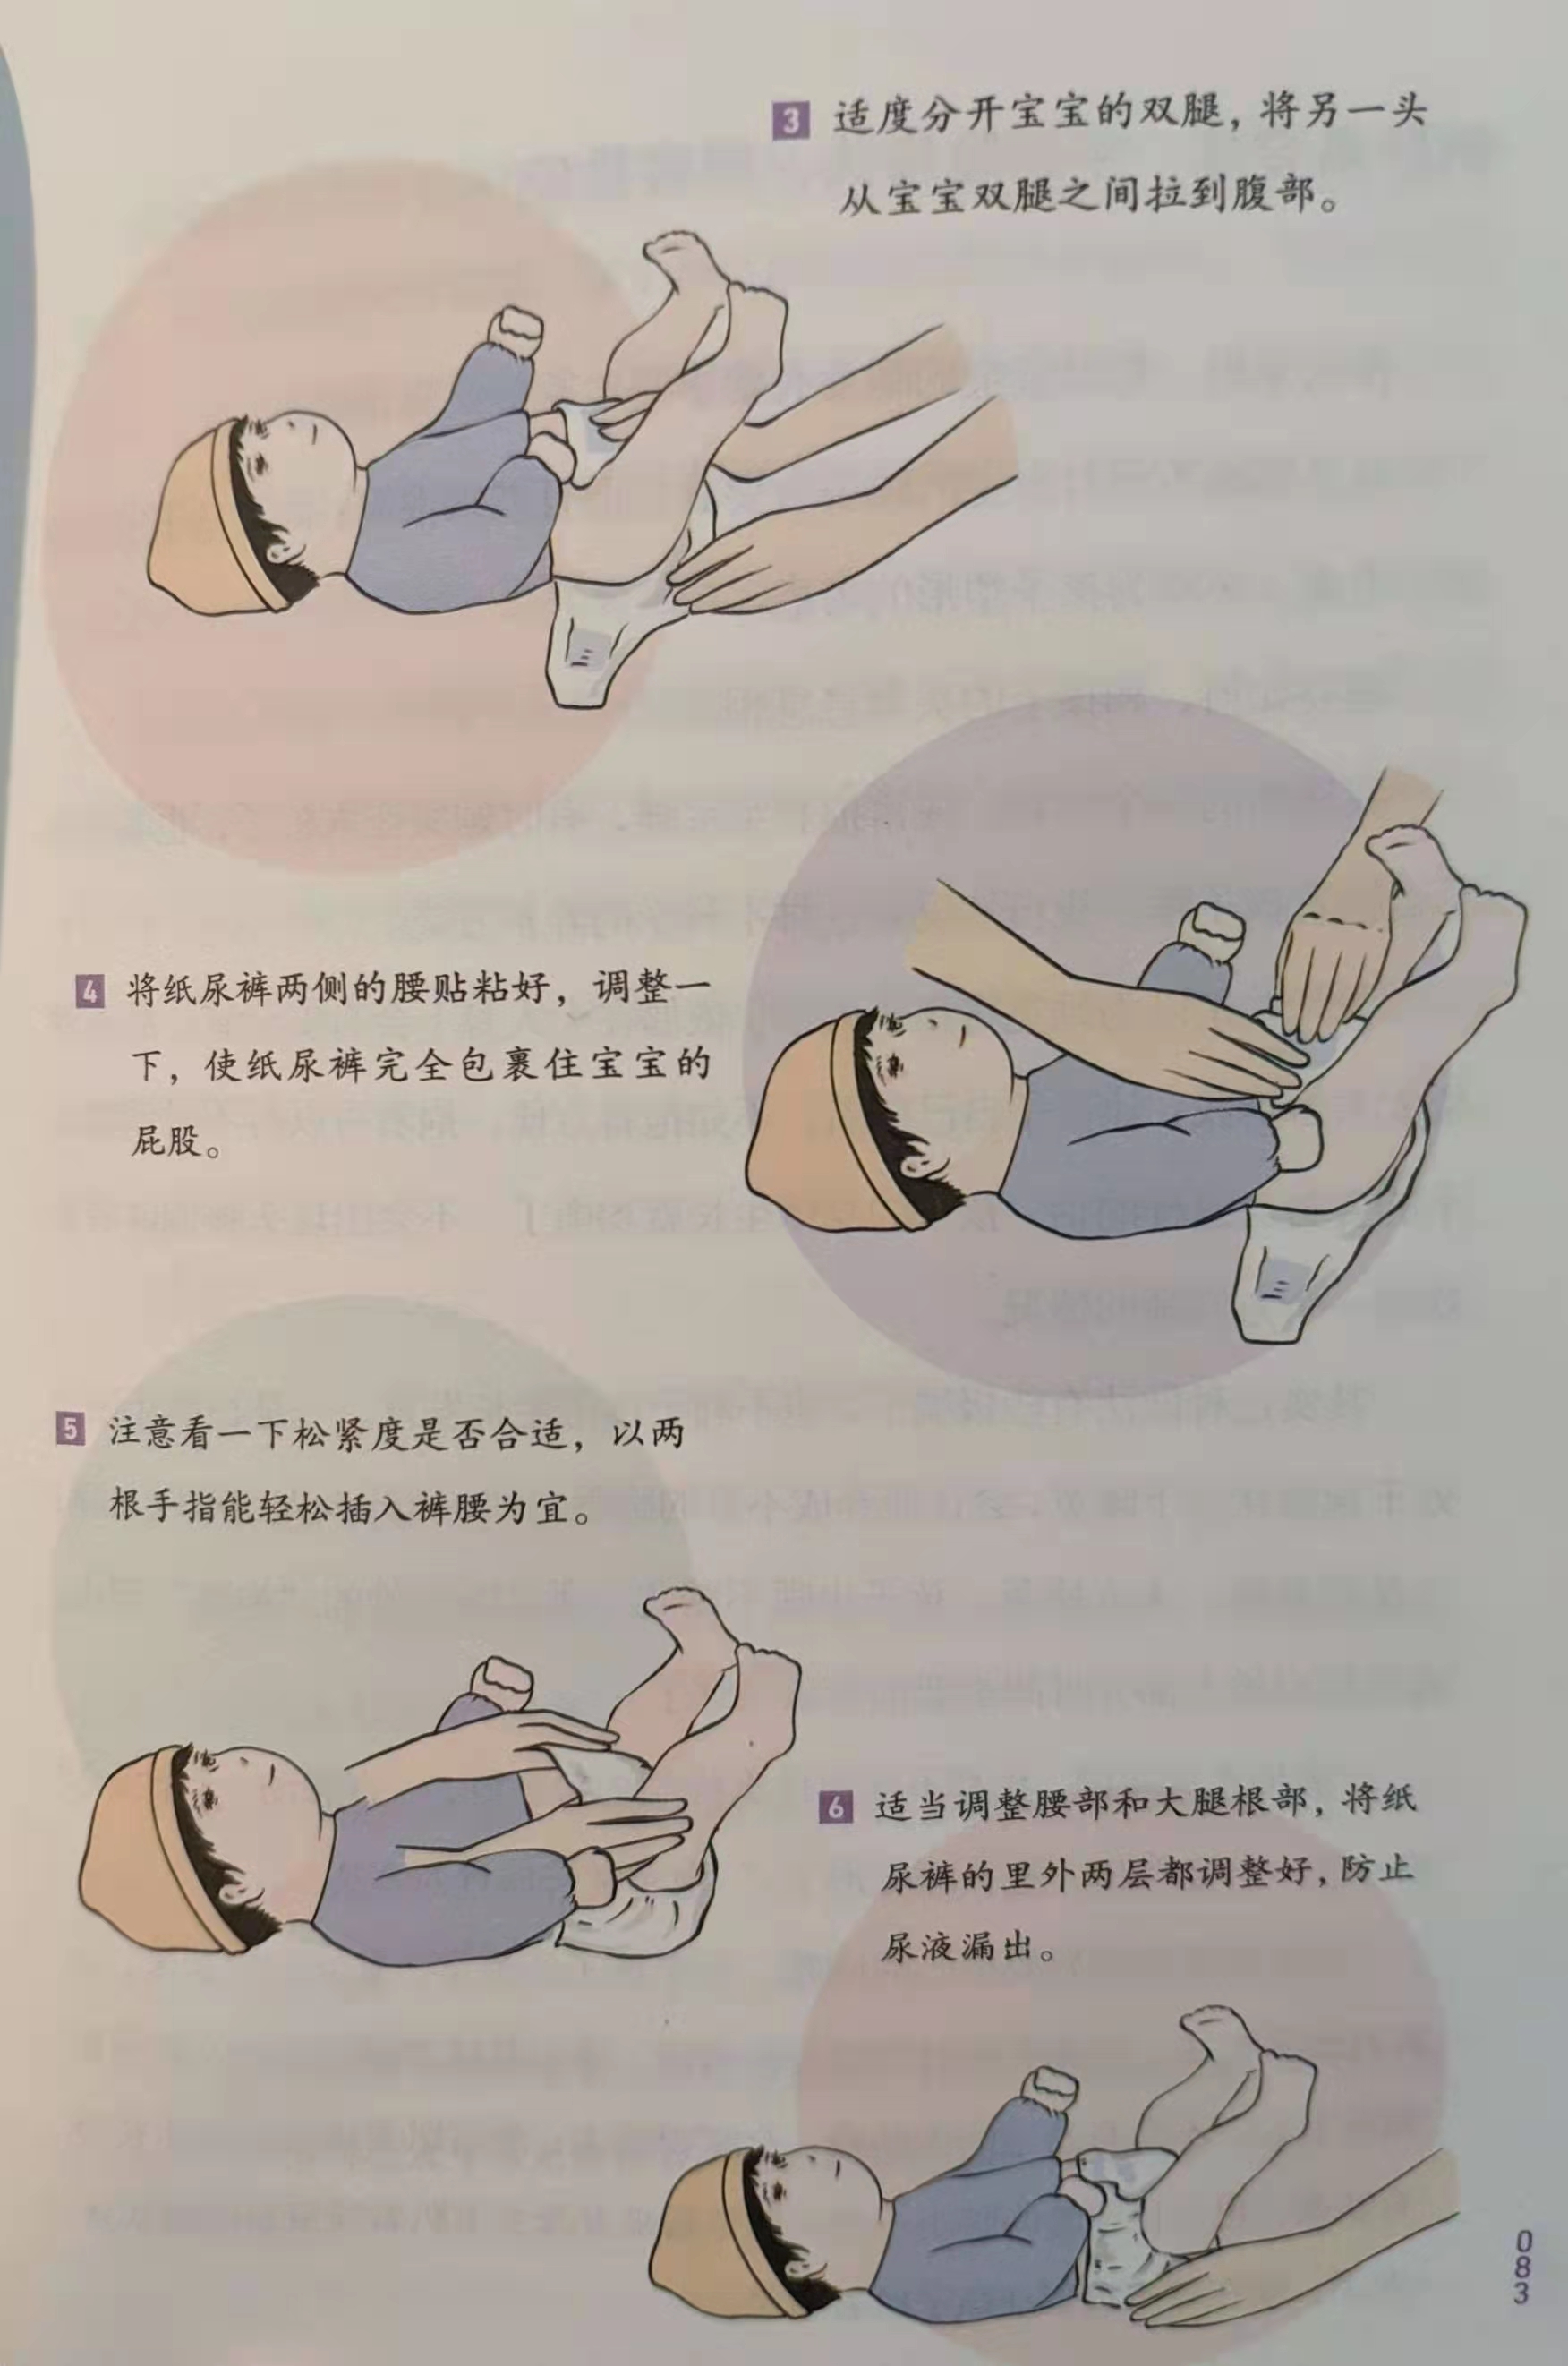 3 适度分开宝宝的双腿，将另一头
从宝宝双腿之间拉到腹部。
4 将纸尿裤两侧的腰贴粘好，调整一
下，使纸尿裤完全包裹住宝宝的
屁股。
5 注意看一下松紧度是否合适，以两
根手指能轻松插入裤腰为宜。
6 适当调整腰部和大腿根部，将纸
尿裤的里外两层都调整好，防止
尿液漏出。
083